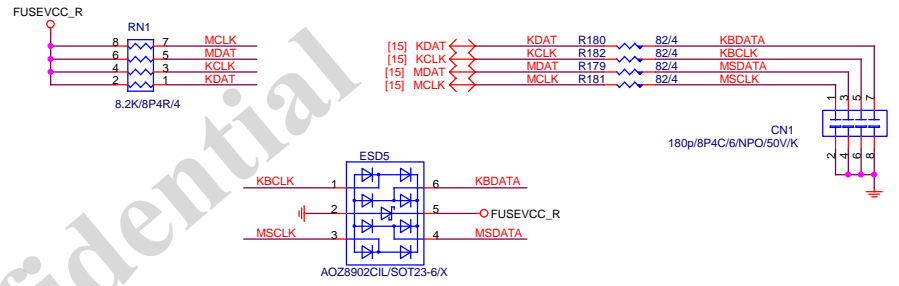 FUSEVCC_R
RN1
8 7 MCLK
6 5 MDAT
4 3 KCLK
2 1 KDAT
8.2K/8P4R/4
[15] KDAT KDAT R180 82/4 KBDATA
[15] KCLK KCLK R182 82/4 KBCLK
[15] MDAT MDAT R179 82/4 MSDATA
[15] MCLK MCLK R181 82/4 MSCLK
1 3 5 7
CN1
180p/8P4C/6/NPO/50V/K
2 4 6 8
ESD5
KBCLK 1 6 KBDATA
2 5 FUSEVCC_R
MSCLK 3 4 MSDATA
AOZ8902CIL/SOT23-6/X
fidential